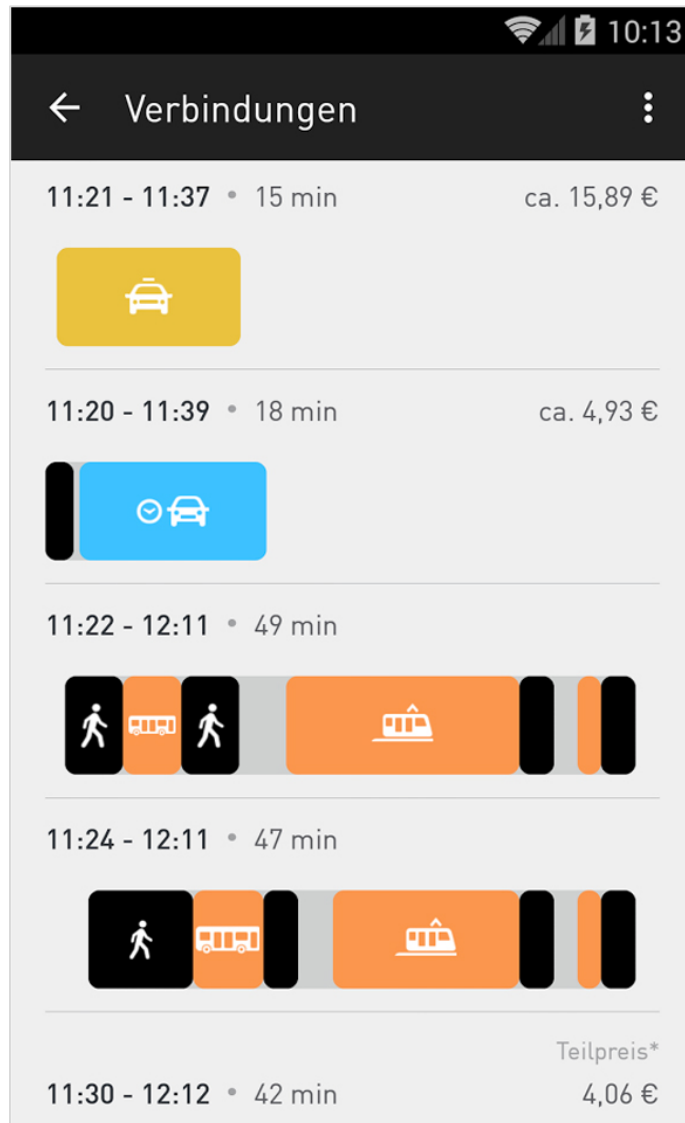 10:13
Verbindungen
11:21 - 11:37 • 15 min ca. 15,89 €
11:20 - 11:39 • 18 min ca. 4,93 €
11:22 - 12:11 • 49 min
11:24 - 12:11 • 47 min
Teilpreis*
11:30 - 12:12 • 42 min 4,06 €